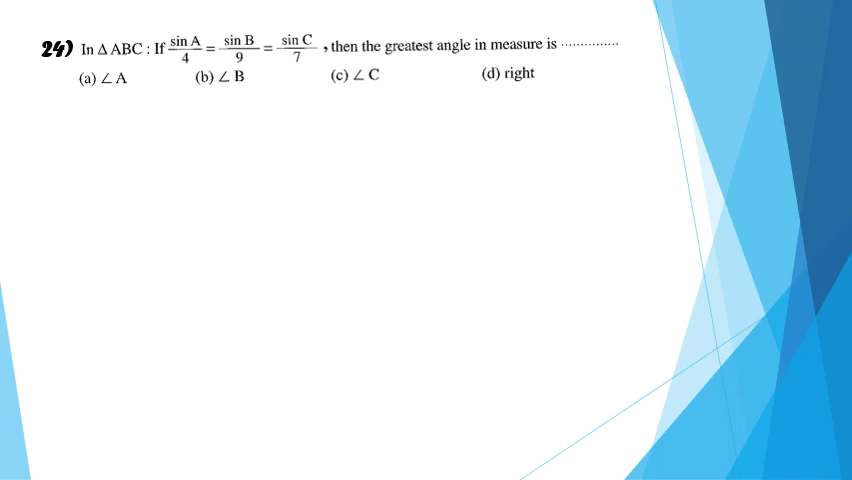 24) In Δ ABC : If sin A/4 = sin B/9 = sin C/7 , then the greatest angle in measure is ...............
(a) ∠ A (b) ∠ B (c) ∠ C (d) right